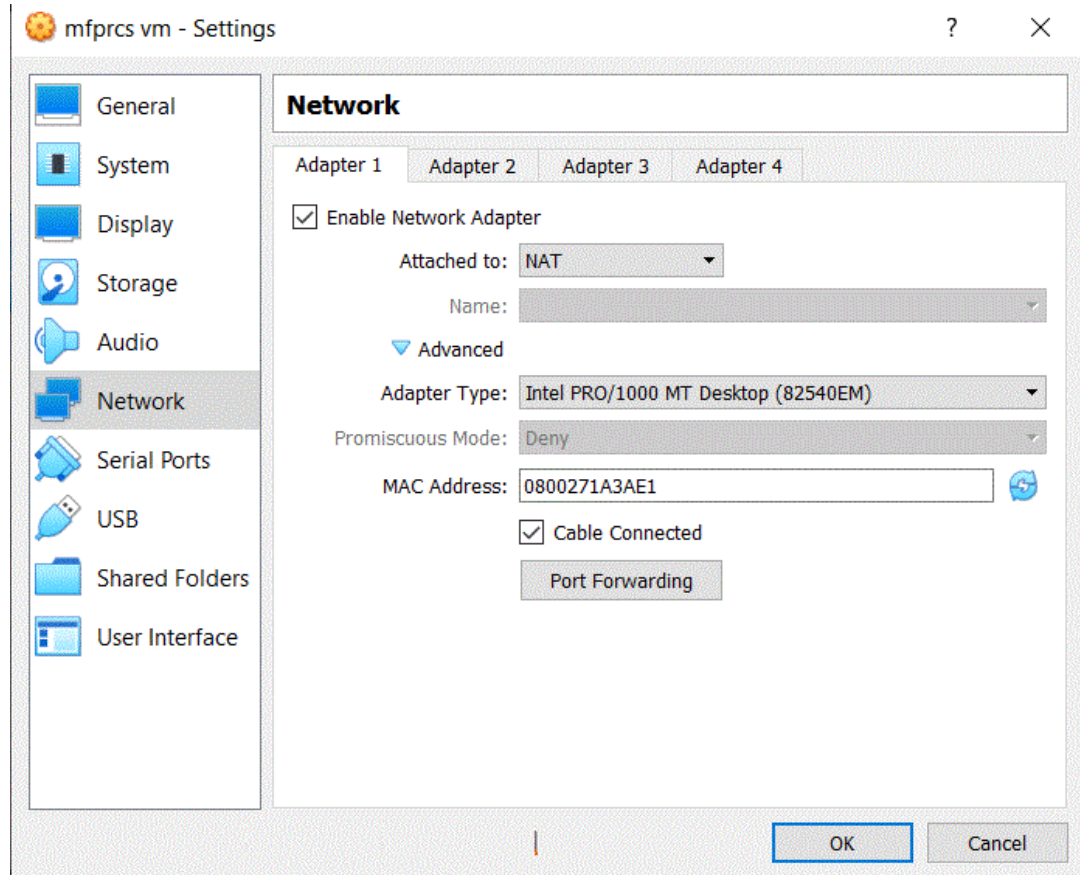 mfprcs vm - Settings
?
General
System
Display
Storage
Audio
Network
Serial Ports
USB
Shared Folders
User Interface
Network
Adapter 1 Adapter 2 Adapter 3 Adapter 4
Enable Network Adapter
Attached to: NAT
Name:
Advanced
Adapter Type: Intel PRO/1000 MT Desktop (82540EM)
Promiscuous Mode: Deny
MAC Address: 0800271A3AE1
Cable Connected
Port Forwarding
OK Cancel